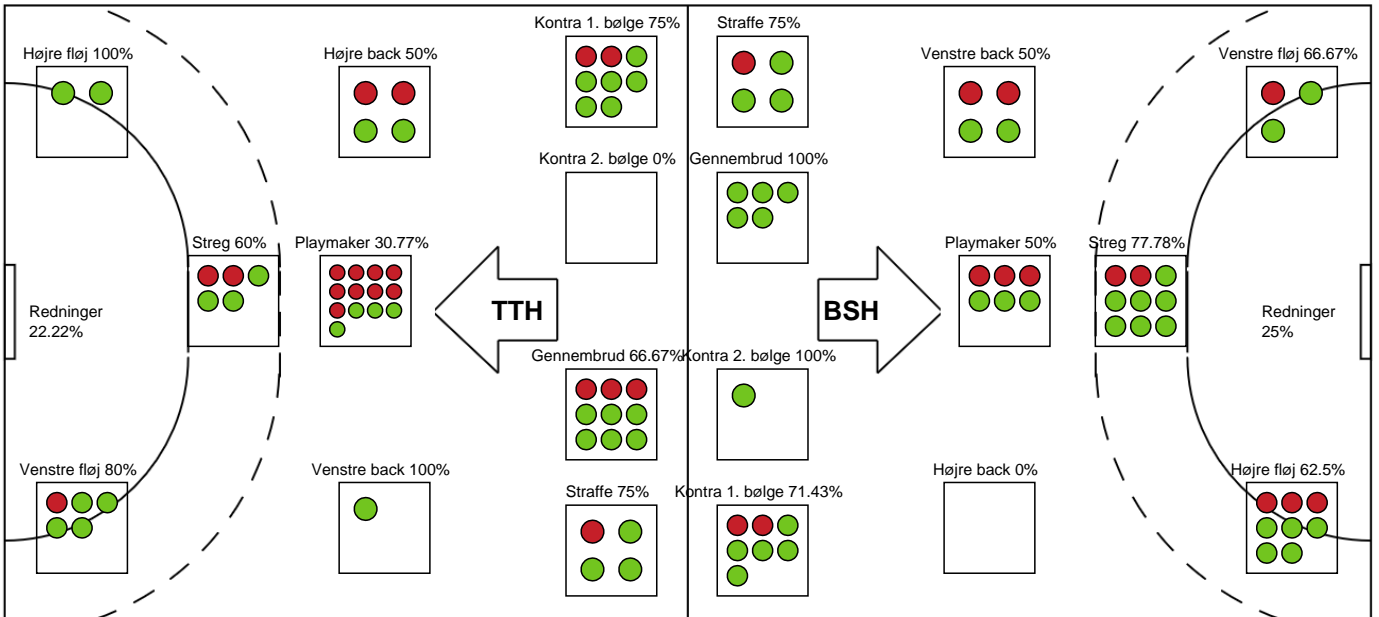 Kontra 1. bølge 75%
Straffe 75%
Højre fløj 100%
Højre back 50%
Venstre back 50%
Venstre fløj 66.67%
Kontra 2. bølge 0%
Gennembrud 100%
Streg 60%
Playmaker 30.77%
Playmaker 50%
Streg 77.78%
Redninger
22.22%
TTH
BSH
Redninger
25%
Gennembrud 66.67%
Kontra 2. bølge 100%
Venstre fløj 80%
Venstre back 100%
Straffe 75%
Kontra 1. bølge 71.43%
Højre back 0%
Højre fløj 62.5%